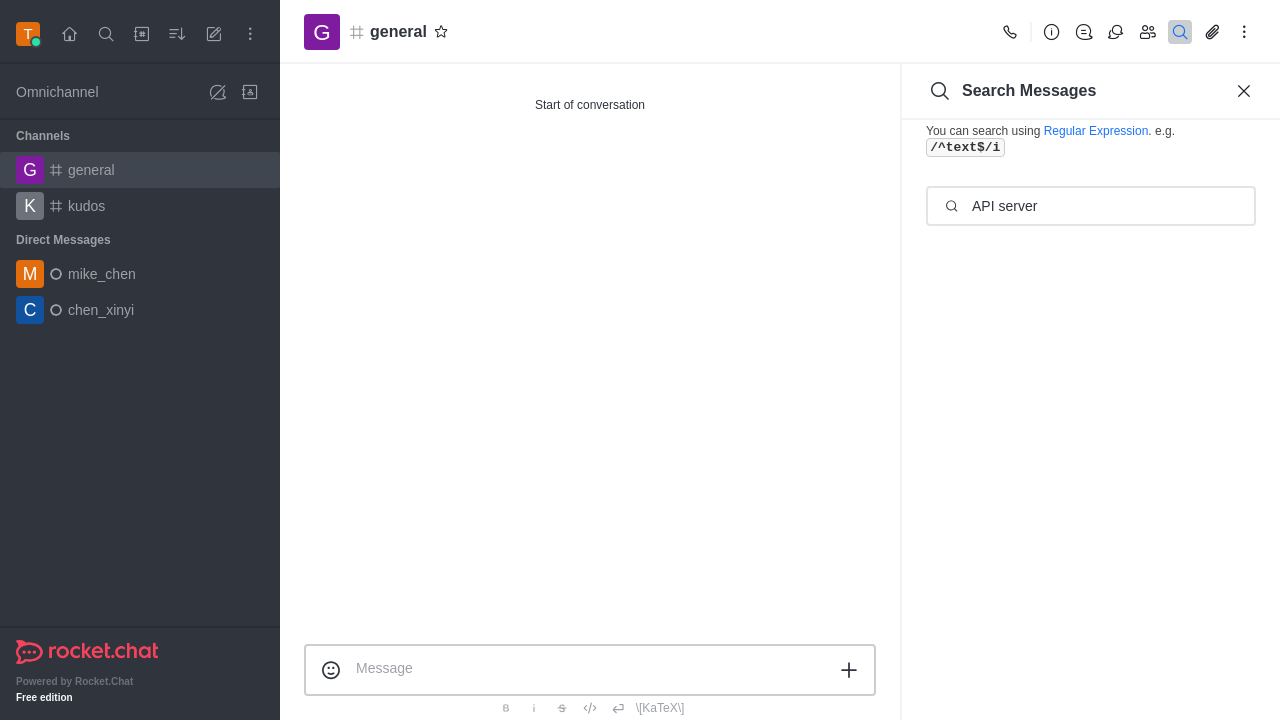 T
Omnichannel
Channels
G general
K kudos
Direct Messages
M mike_chen
C chen_xinyi
rocket.chat
Powered by Rocket.Chat
Free edition
G general
Start of conversation
Message
B i S </> \[KaTeX\]
Search Messages
You can search using Regular Expression. e.g.
/^text$/i
API server